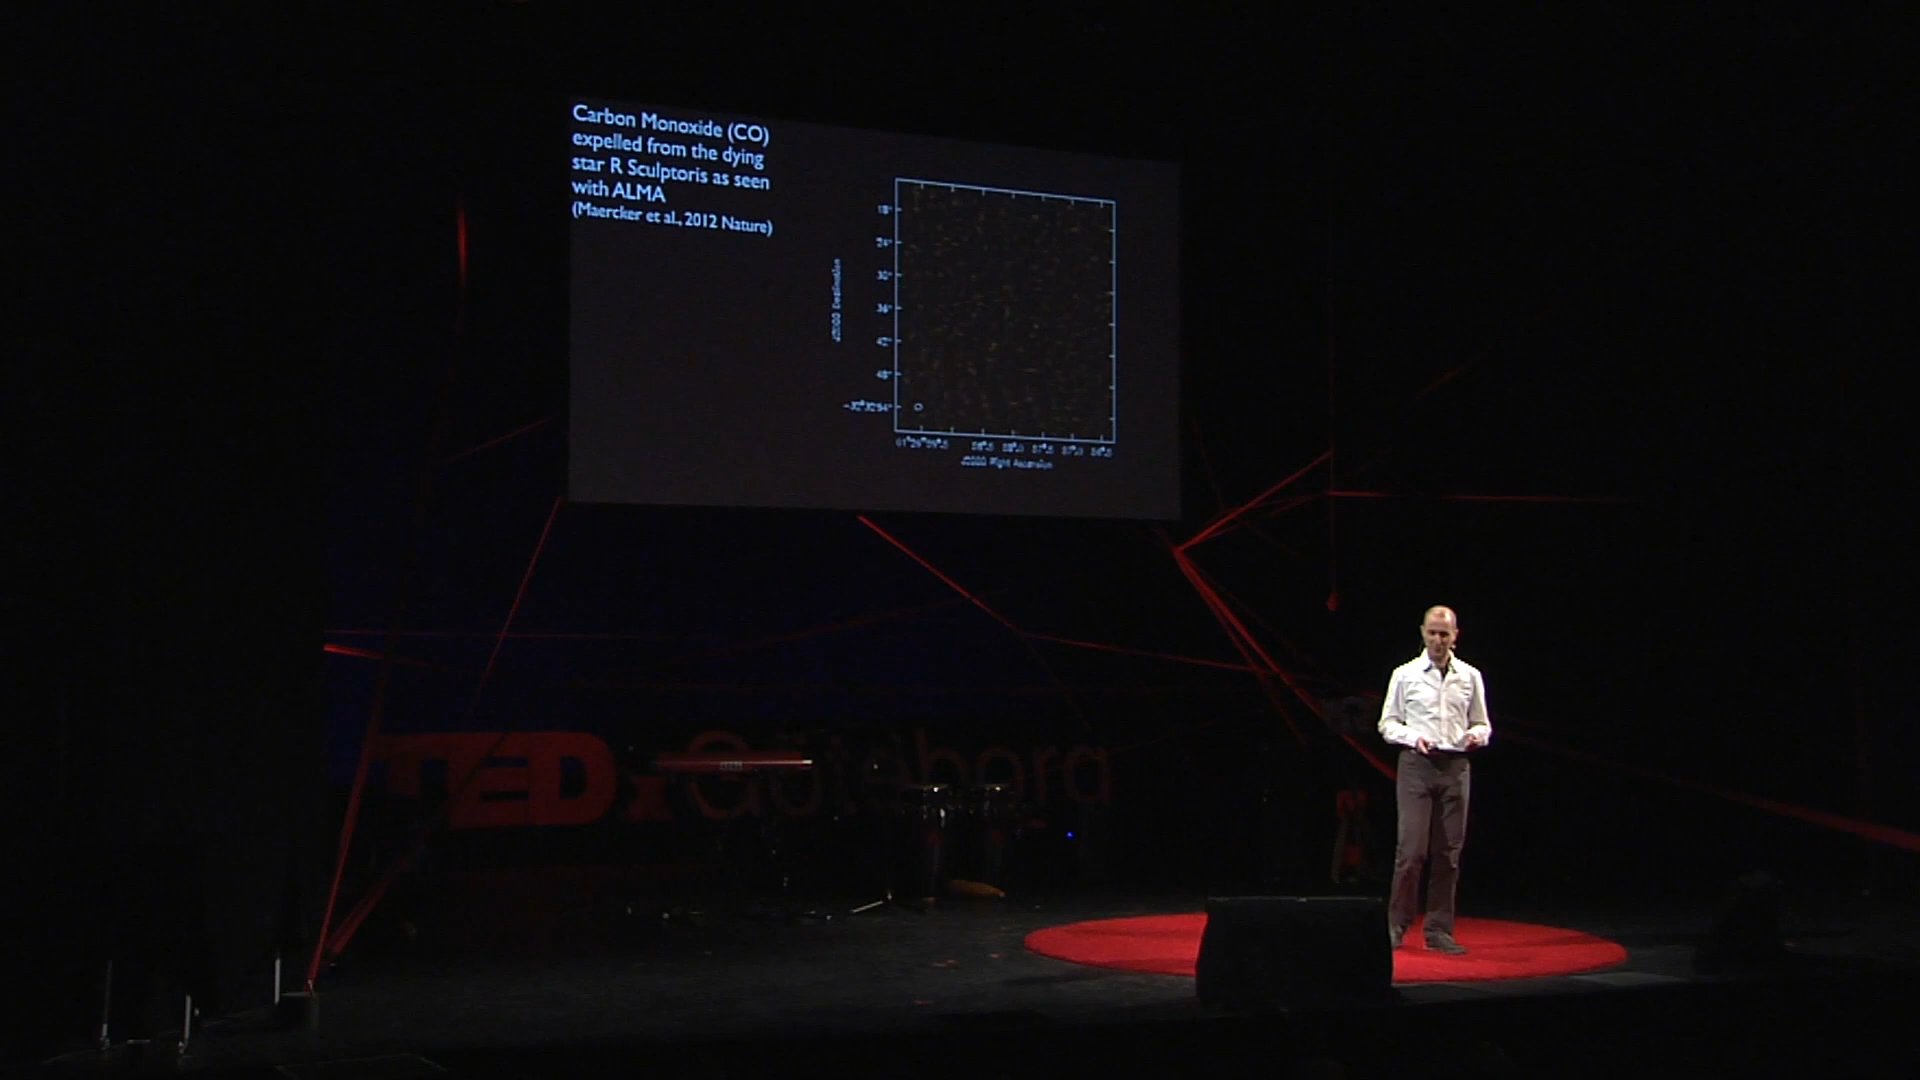 Carbon Monoxide (CO)
expelled from the dying
star R Sculptoris as seen
with ALMA
(Maercker et al., 2012 Nature)
18"
24"
30"
36"
42"
48"
J2000 Declination
J2000 Right Ascension
TEDxGöteborg